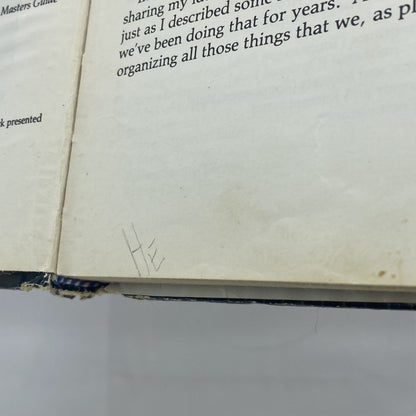 Masters Guide
k presented
sharing my
just as I described some
we've been doing that for years.
organizing all those things that we, as
HE